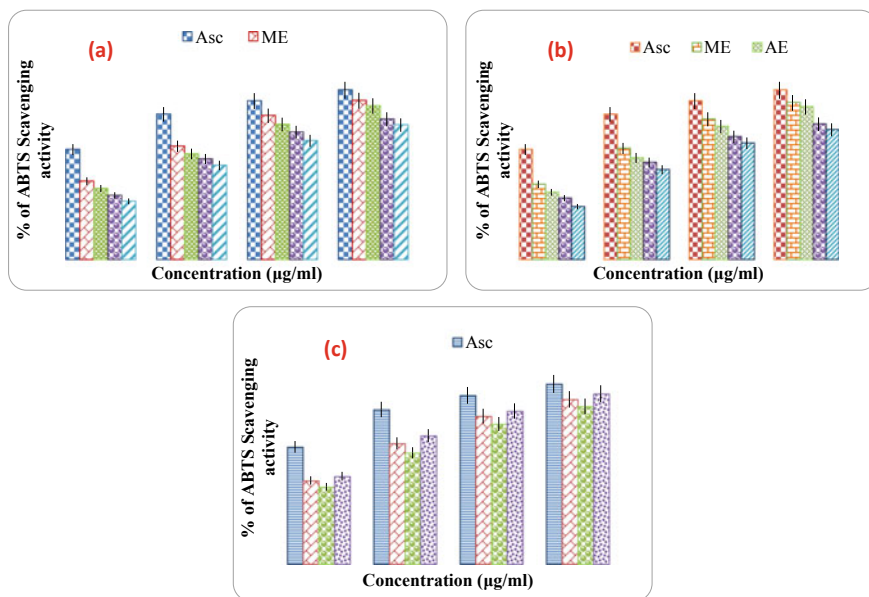 (a)
Asc ME
% of ABTS Scavenging
activity
Concentration (µg/ml)
(b)
Asc ME AE
% of ABTS Scavenging
activity
Concentration (µg/ml)
(c)
Asc
% of ABTS Scavenging
activity
Concentration (µg/ml)